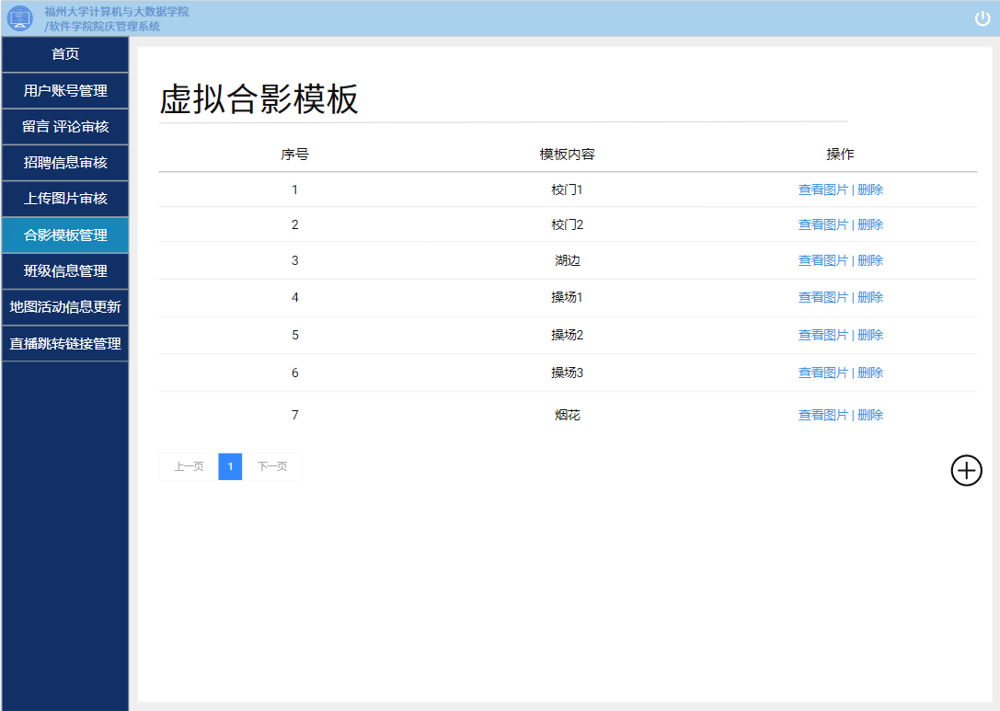 福州大学计算机与大数据学院
/软件学院院庆管理系统
首页
用户账号管理
留言 评论审核
招聘信息审核
上传图片审核
合影模板管理
班级信息管理
地图活动信息更新
直播跳转链接管理
虚拟合影模板
序号 模板内容 操作
1 校门1 查看图片 | 删除
2 校门2 查看图片 | 删除
3 湖边 查看图片 | 删除
4 操场1 查看图片 | 删除
5 操场2 查看图片 | 删除
6 操场3 查看图片 | 删除
7 烟花 查看图片 | 删除
上一页 1 下一页